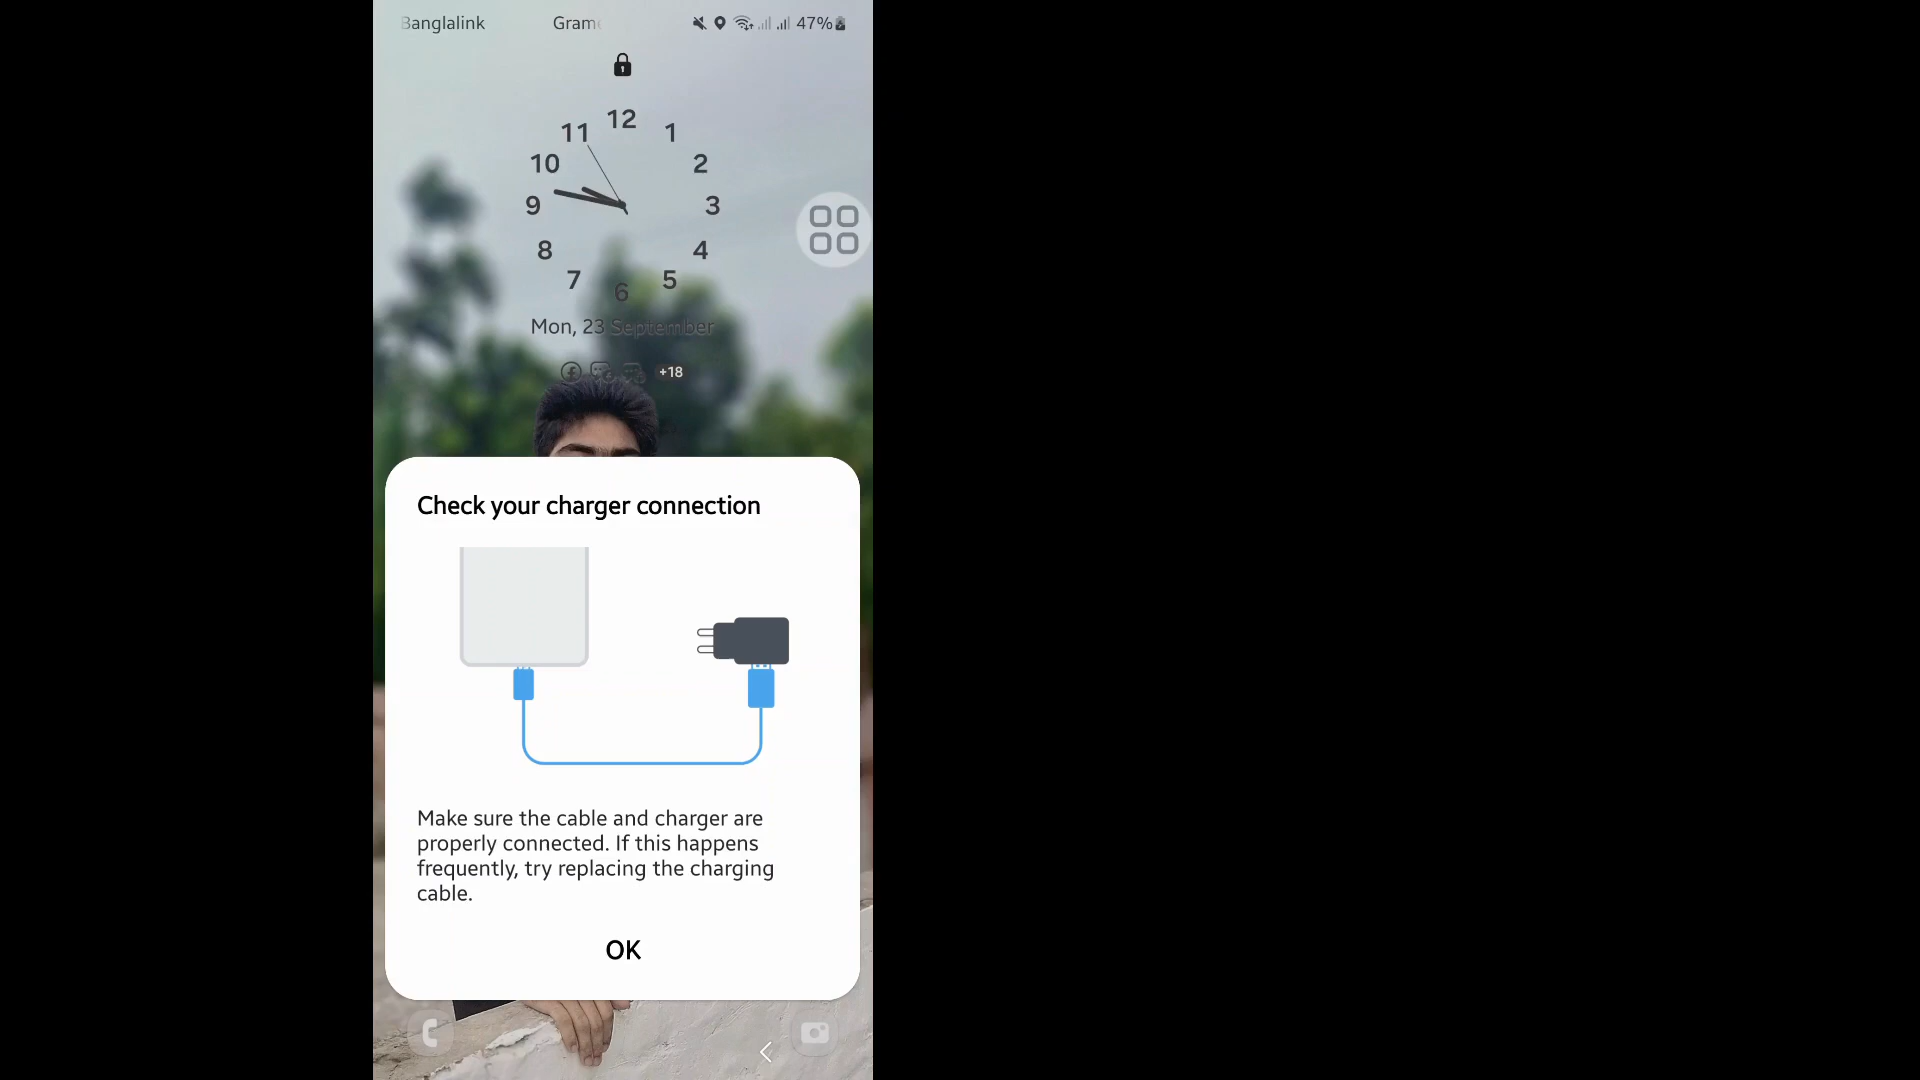 Banglalink Gram 47%
12
11 1
10 2
9 3
8 4
7 5
6
Mon, 23 September
+18
Check your charger connection
Make sure the cable and charger are
properly connected. If this happens
frequently, try replacing the charging
cable.
OK